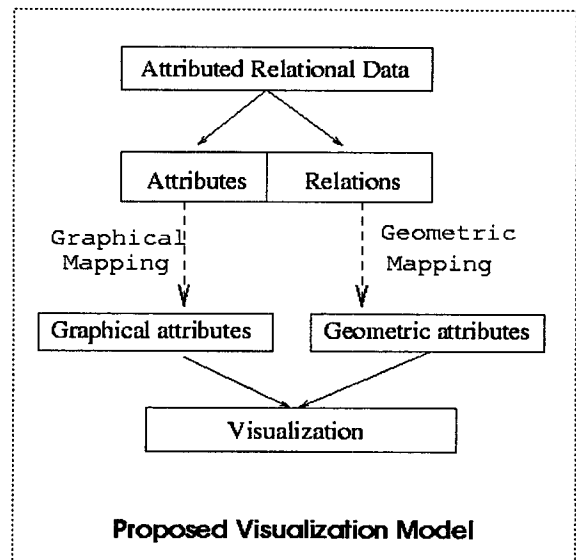 Attributed Relational Data
Attributes
Relations
Graphical
Mapping
Geometric
Mapping
Graphical attributes
Geometric attributes
Visualization
Proposed Visualization Model